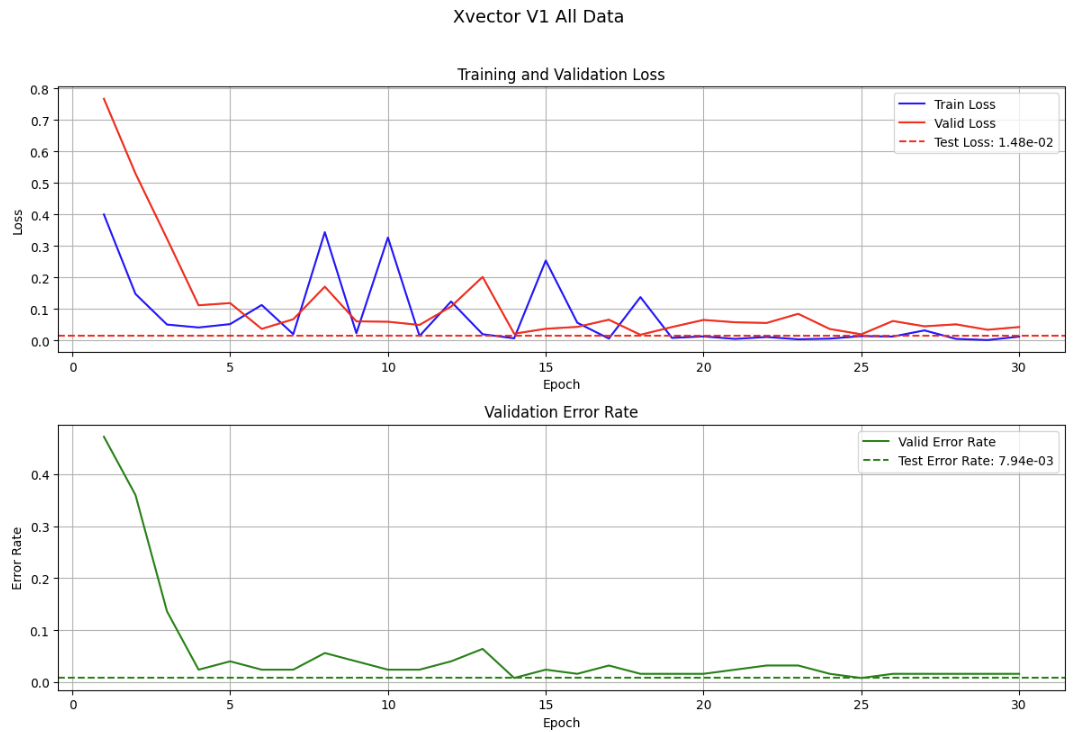 Xvector V1 All Data
Training and Validation Loss
0.8
0.7
0.6
0.5
0.4
0.3
0.2
0.1
0.0
Loss
Train Loss
Valid Loss
Test Loss: 1.48e-02
0 5 10 15 20 25 30
Epoch
Validation Error Rate
0.4
0.3
0.2
0.1
0.0
Error Rate
Valid Error Rate
Test Error Rate: 7.94e-03
0 5 10 15 20 25 30
Epoch